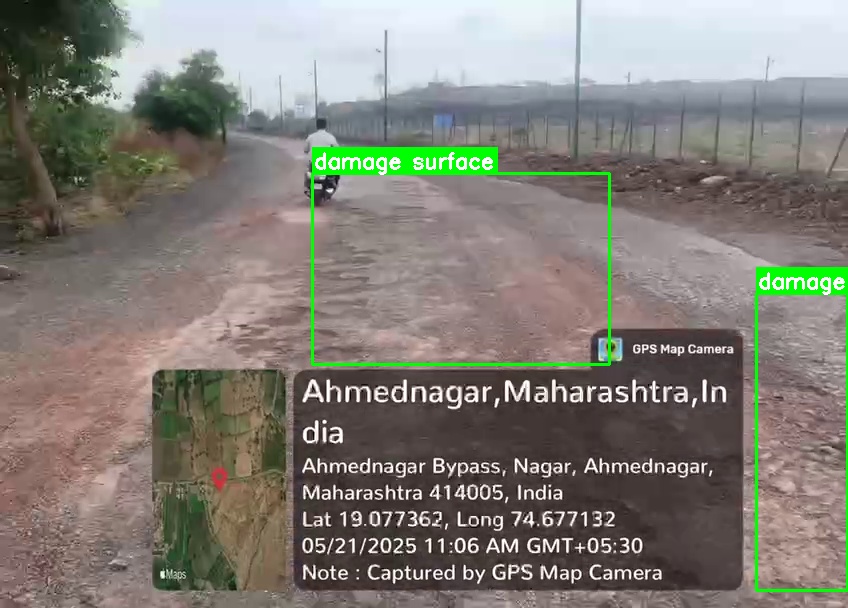 damage surface
damage
GPS Map Camera
Ahmednagar,Maharashtra,In
dia
Ahmednagar Bypass, Nagar, Ahmednagar,
Maharashtra 414005, India
Lat 19.077362, Long 74.677132
05/21/2025 11:06 AM GMT+05:30
Note : Captured by GPS Map Camera
Maps